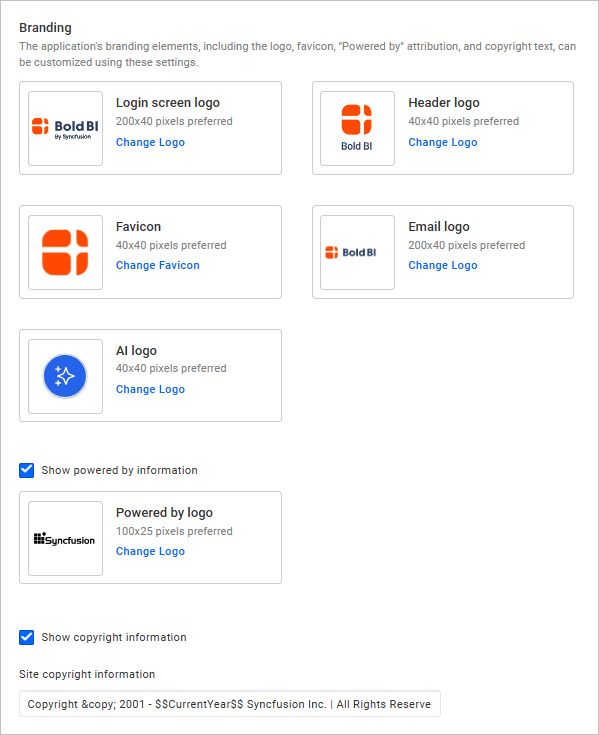 Branding
The application's branding elements, including the logo, favicon, "Powered by" attribution, and copyright text, can
be customized using these settings.
Bold BI
By Syncfusion
Login screen logo
200x40 pixels preferred
Change Logo
Bold BI
Header logo
40x40 pixels preferred
Change Logo
Favicon
40x40 pixels preferred
Change Favicon
Bold BI
Email logo
200x40 pixels preferred
Change Logo
AI logo
40x40 pixels preferred
Change Logo
Show powered by information
Syncfusion
Powered by logo
100x25 pixels preferred
Change Logo
Show copyright information
Site copyright information
Copyright &copy; 2001 - $$CurrentYear$$ Syncfusion Inc. | All Rights Reserve